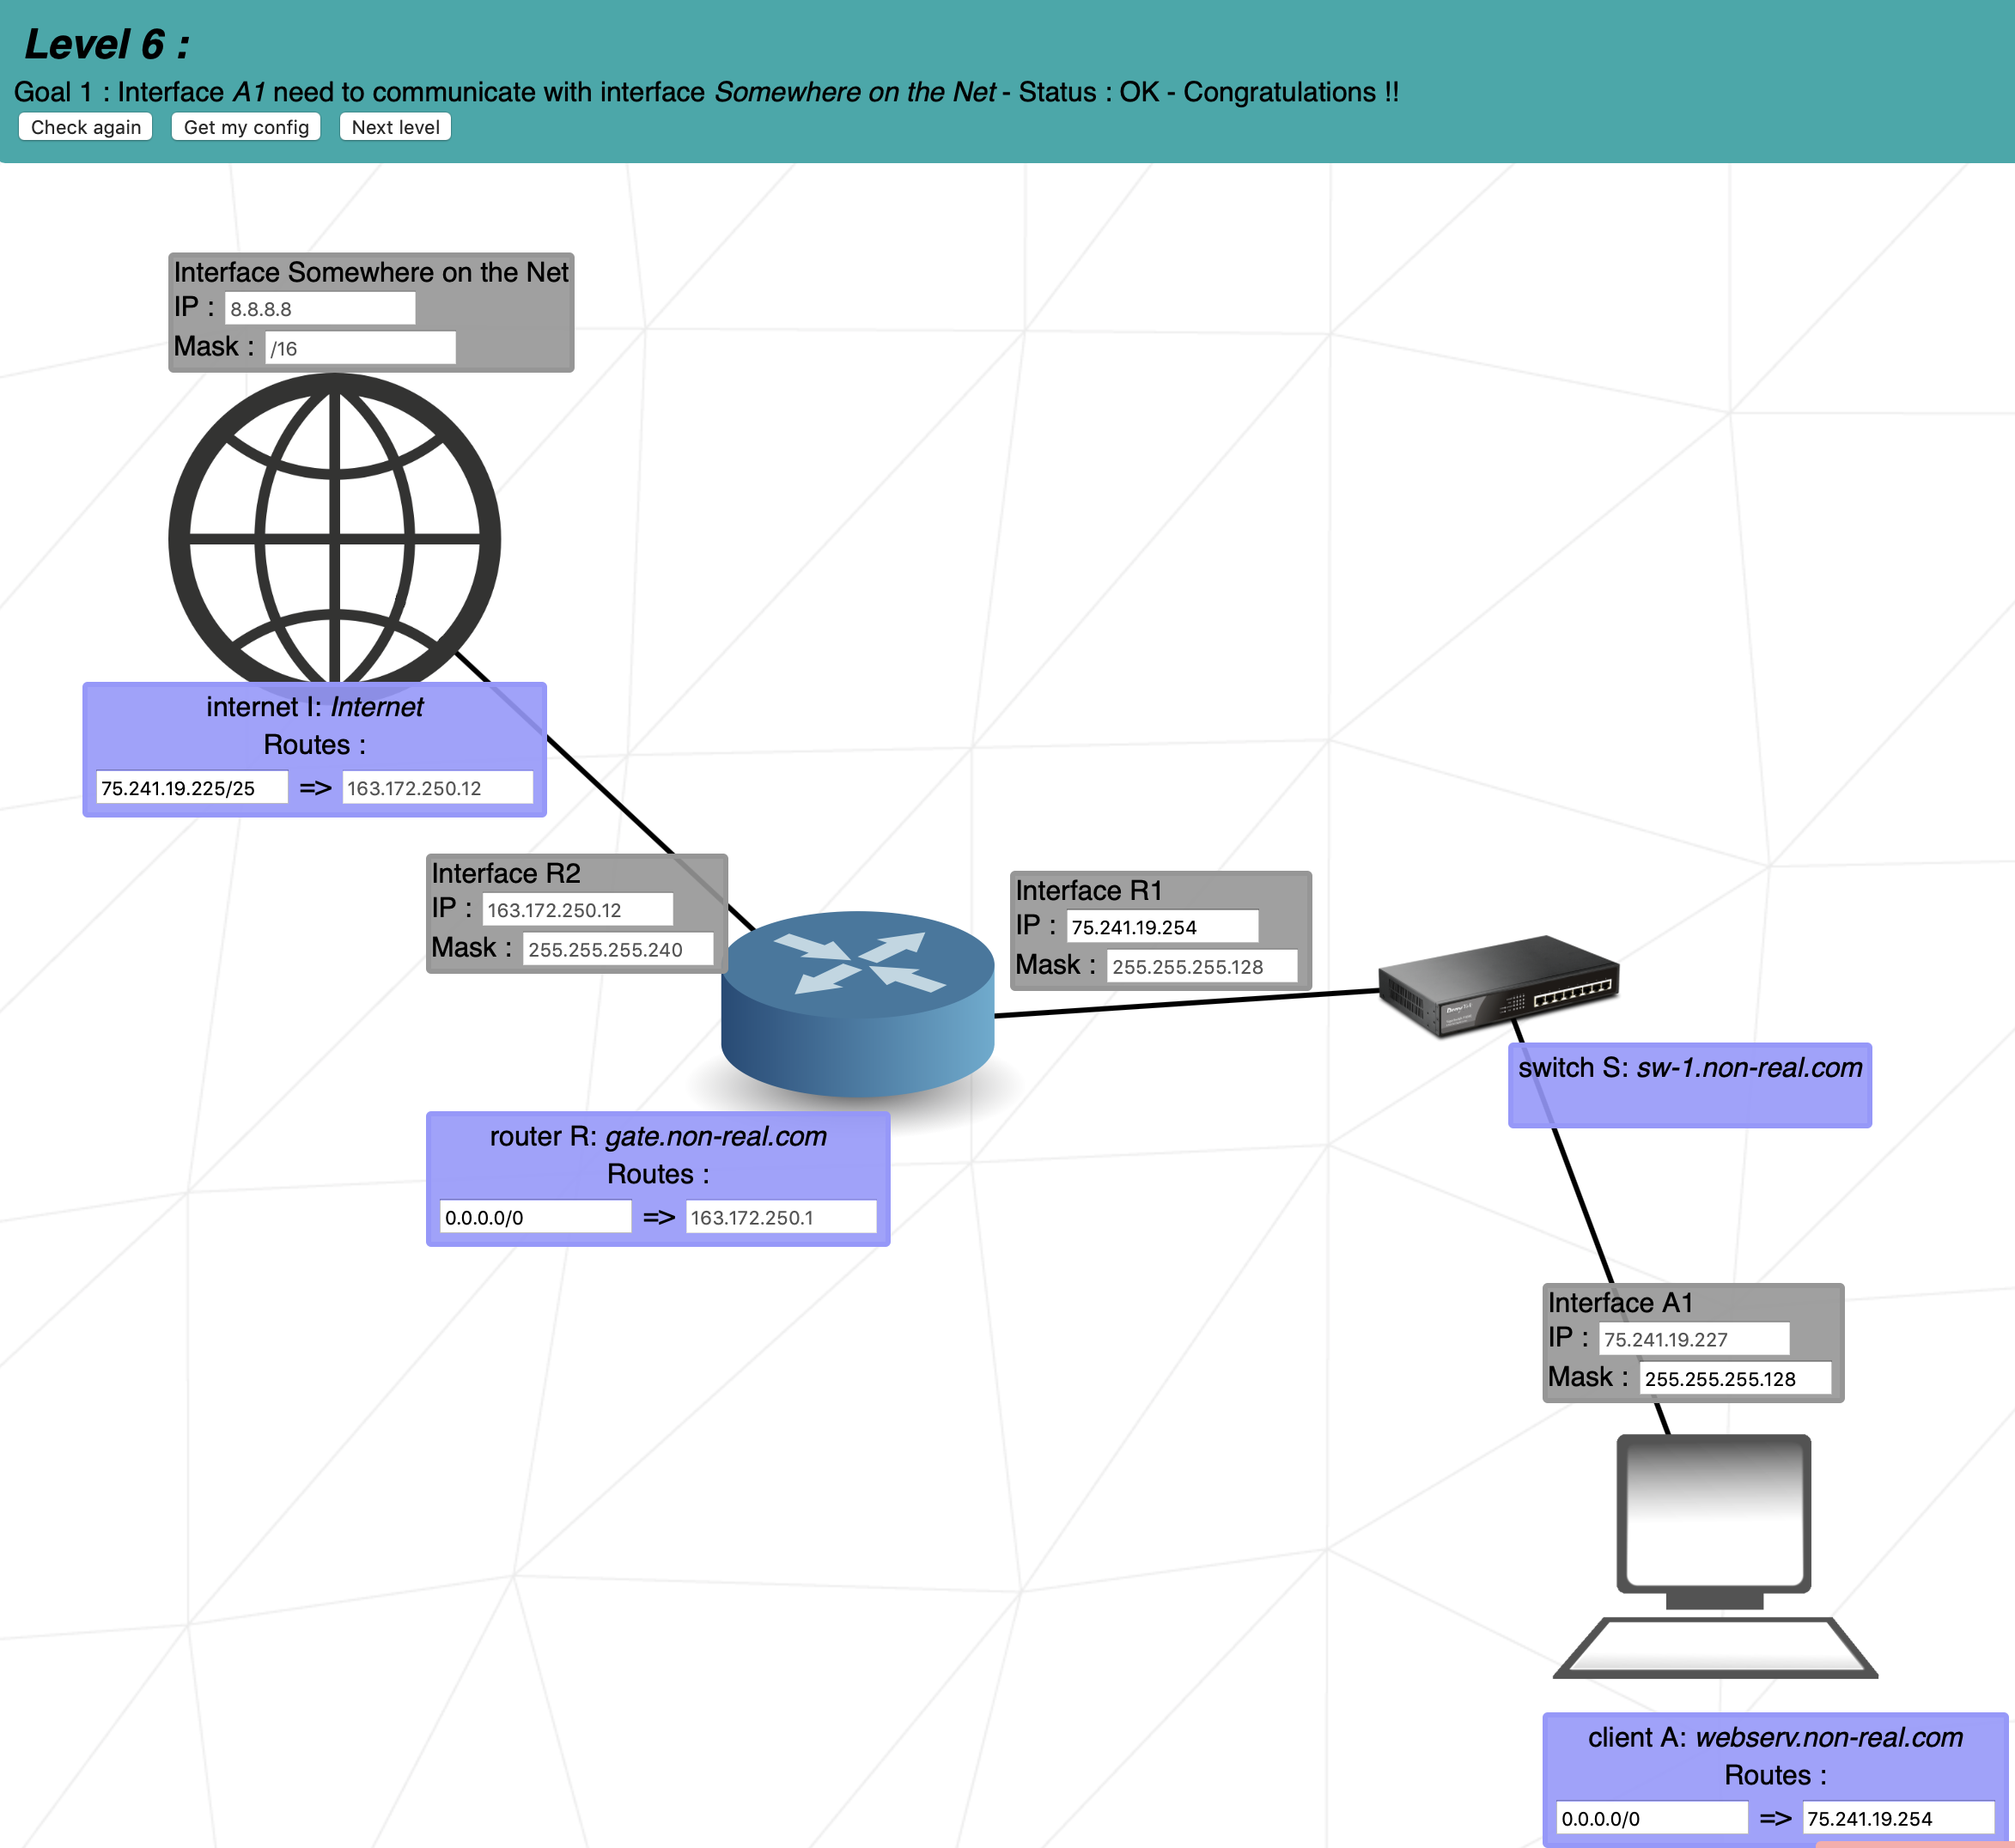 Level 6 :
Goal 1 : Interface A1 need to communicate with interface Somewhere on the Net - Status : OK - Congratulations !!
Check again Get my config Next level
Interface Somewhere on the Net
IP : 8.8.8.8
Mask : /16
internet I: Internet
Routes :
75.241.19.225/25 => 163.172.250.12
Interface R2
IP : 163.172.250.12
Mask : 255.255.255.240
Interface R1
IP : 75.241.19.254
Mask : 255.255.255.128
switch S: sw-1.non-real.com
router R: gate.non-real.com
Routes :
0.0.0.0/0 => 163.172.250.1
Interface A1
IP : 75.241.19.227
Mask : 255.255.255.128
client A: webserv.non-real.com
Routes :
0.0.0.0/0 => 75.241.19.254